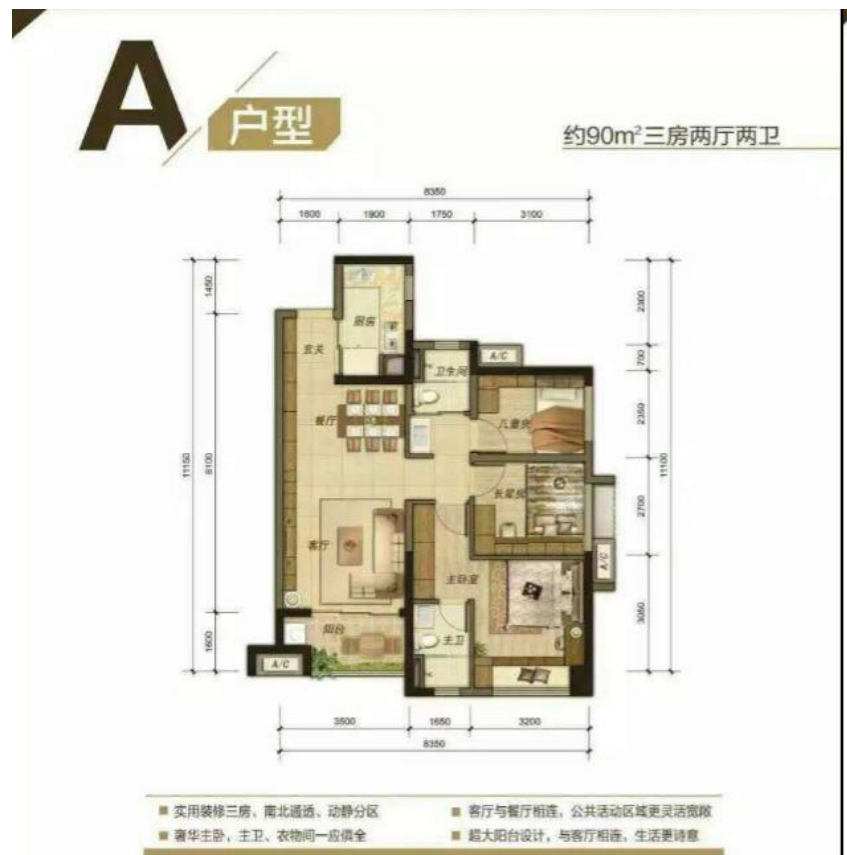 A
户型
约90m²三房两厅两卫
8350
1600 1900 1750 3100
1450
8100
11150
1600
2300
700
2350
2700
3050
11100
厨房
玄关
卫生间
A/C
餐厅
儿童房
长辈房
客厅
主卧室
A/C
阳台
主卫
A/C
3500 1650 3200
8350
实用装修三房、南北通透、动静分区
客厅与餐厅相连，公共活动区域更灵活宽敞
奢华主卧，主卫、衣物间一应俱全
超大阳台设计，与客厅相连，生活更诗意